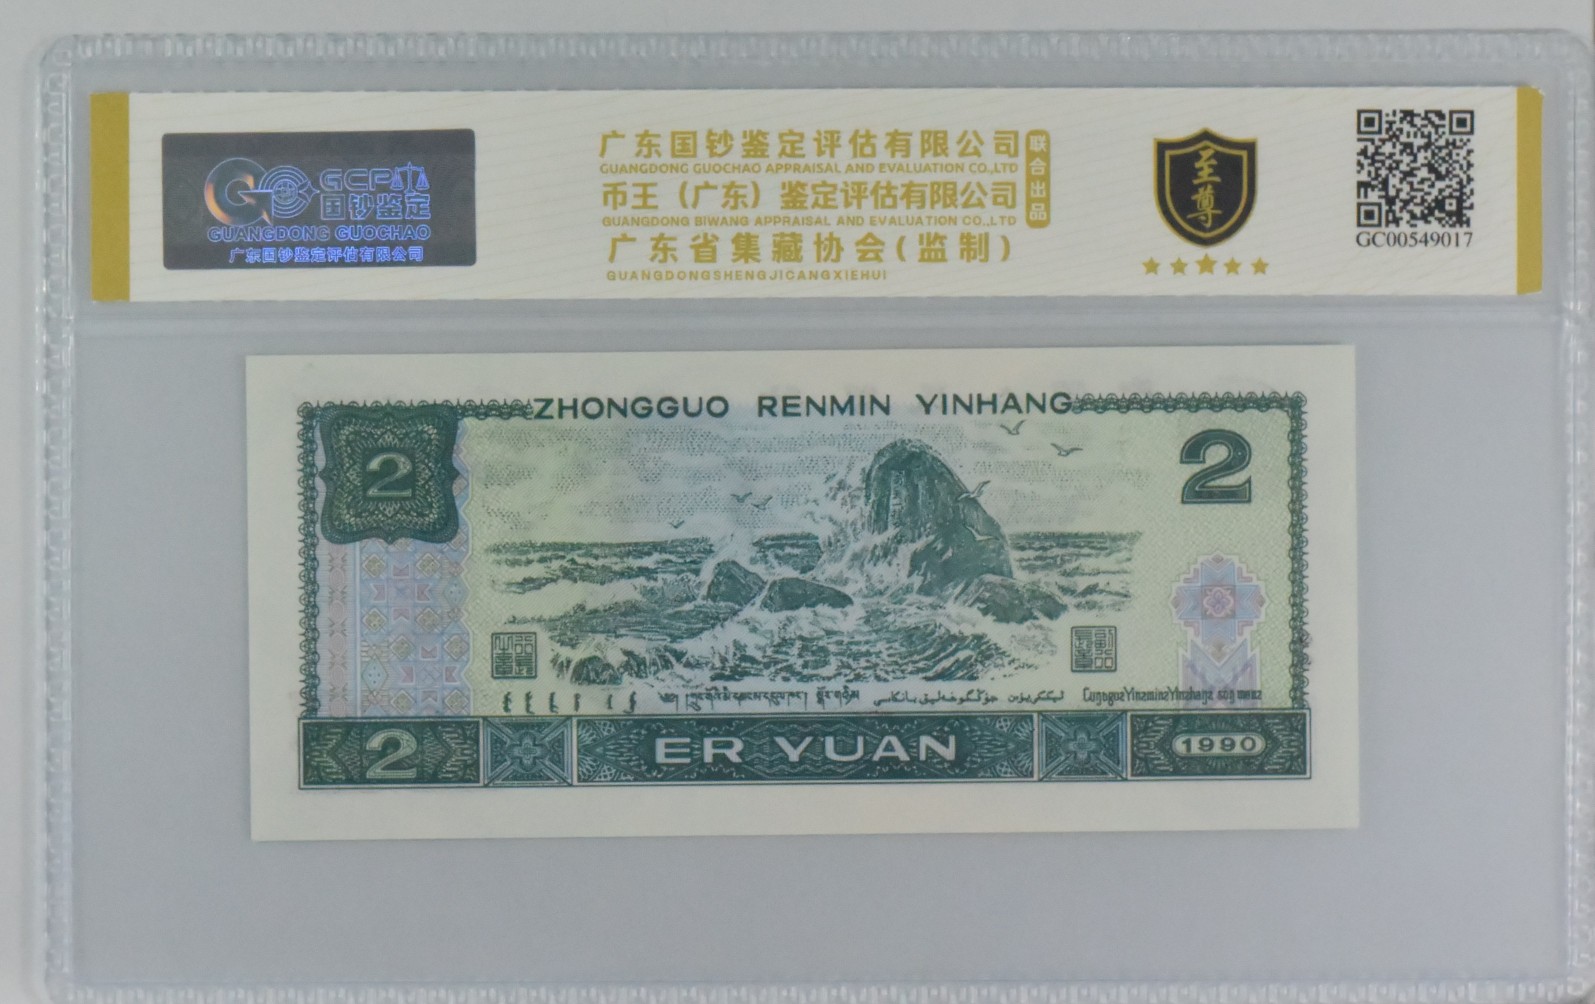 GCP
国钞鉴定
GUANGDONG GUOCHAO
广东国钞鉴定评估有限公司
广东国钞鉴定评估有限公司
GUANGDONG GUOCHAO APPRAISAL AND EVALUATION CO.,LTD
币王（广东）鉴定评估有限公司
GUANGDONG BIWANG APPRAISAL AND EVALUATION CO.,LTD
广东省集藏协会(监制)
GUANGDONGSHENGJICANGXIEHUI
联合出品
至尊
GC00549017
ZHONGGUO RENMIN YINHANG
2
2
2
ER YUAN
1990